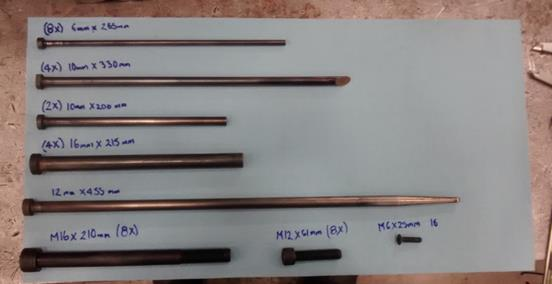 (8X) 6mm X 285mm
(4X) 10mm X 330mm
(2X) 10mm X 200mm
(4X) 16mm X 215mm
12mm X 455mm
M16 X 210mm (8X)
M12 X 61mm (8X)
M6 X 25mm 16